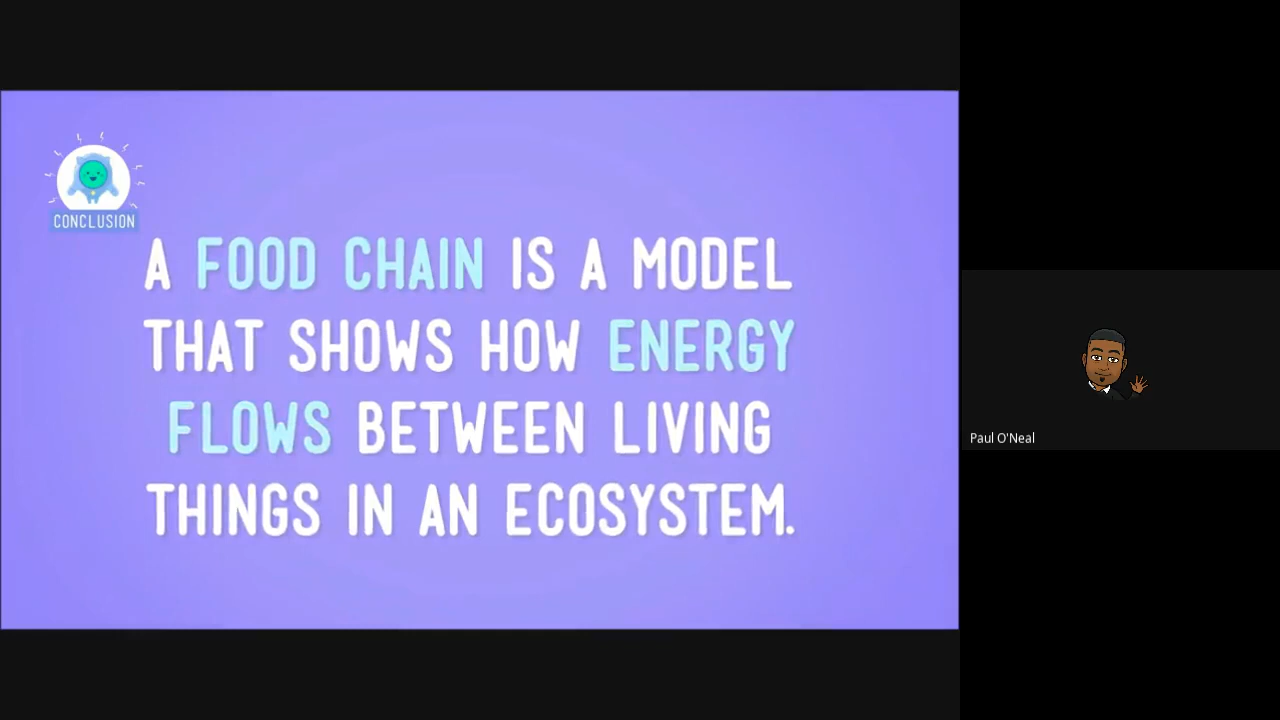 CONCLUSION
A FOOD CHAIN IS A MODEL
THAT SHOWS HOW ENERGY
FLOWS BETWEEN LIVING
THINGS IN AN ECOSYSTEM.
Paul O'Neal